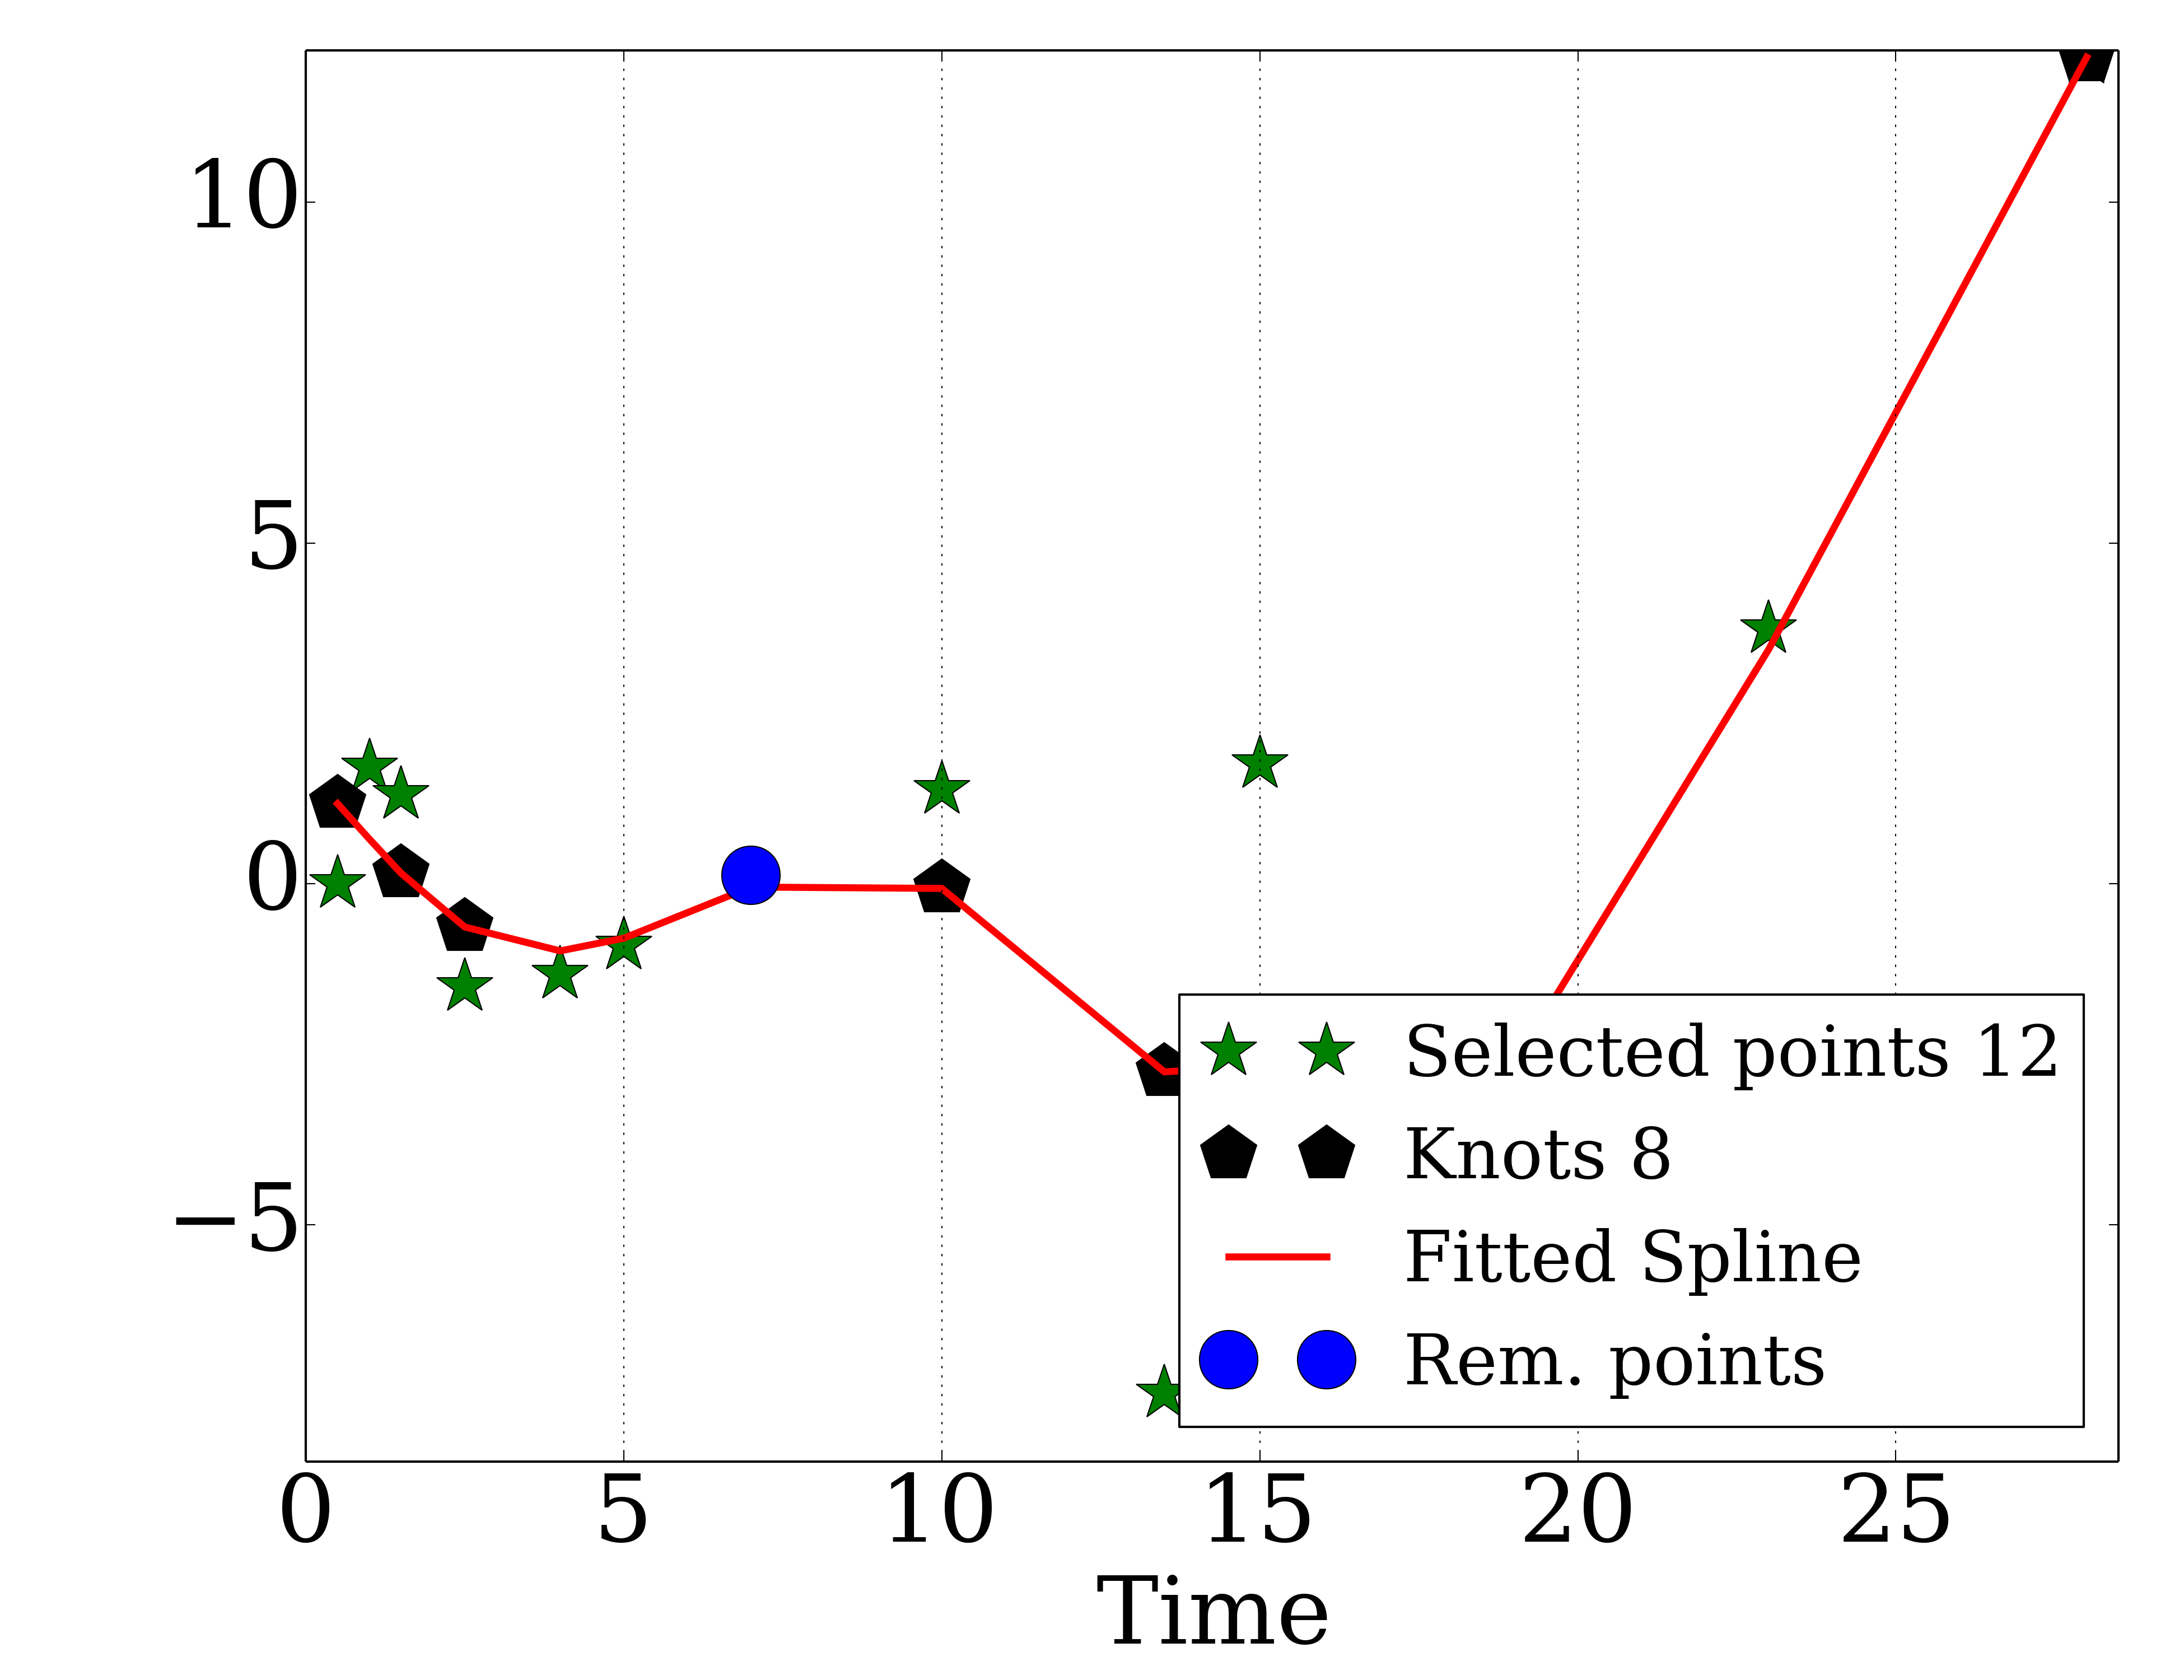 10
5
0
−5
0 5 10 15 20 25
Time
Selected points 12
Knots 8
Fitted Spline
Rem. points